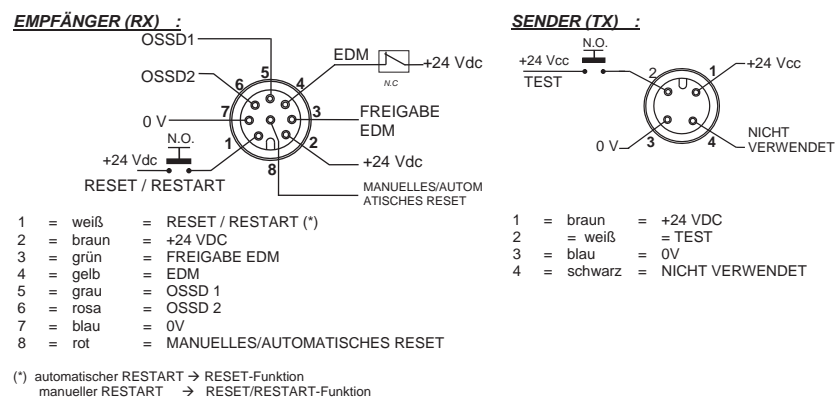 EMPFÄNGER (RX) :
OSSD1
EDM
+24 Vdc
N.C
OSSD2
5
6
4
7
3
1
2
8
0 V
FREIGABE
EDM
N.O.
+24 Vdc
+24 Vdc
RESET / RESTART
MANUELLES/AUTOM
ATISCHES RESET
1 = weiß = RESET / RESTART (*)
2 = braun = +24 VDC
3 = grün = FREIGABE EDM
4 = gelb = EDM
5 = grau = OSSD 1
6 = rosa = OSSD 2
7 = blau = 0V
8 = rot = MANUELLES/AUTOMATISCHES RESET
(*) automatischer RESTART → RESET-Funktion
manueller RESTART → RESET/RESTART-Funktion
SENDER (TX) :
N.O.
+24 Vcc
TEST
2
1
+24 Vcc
0 V
3
4
NICHT
VERWENDET
1 = braun = +24 VDC
2 = weiß = TEST
3 = blau = 0V
4 = schwarz = NICHT VERWENDET